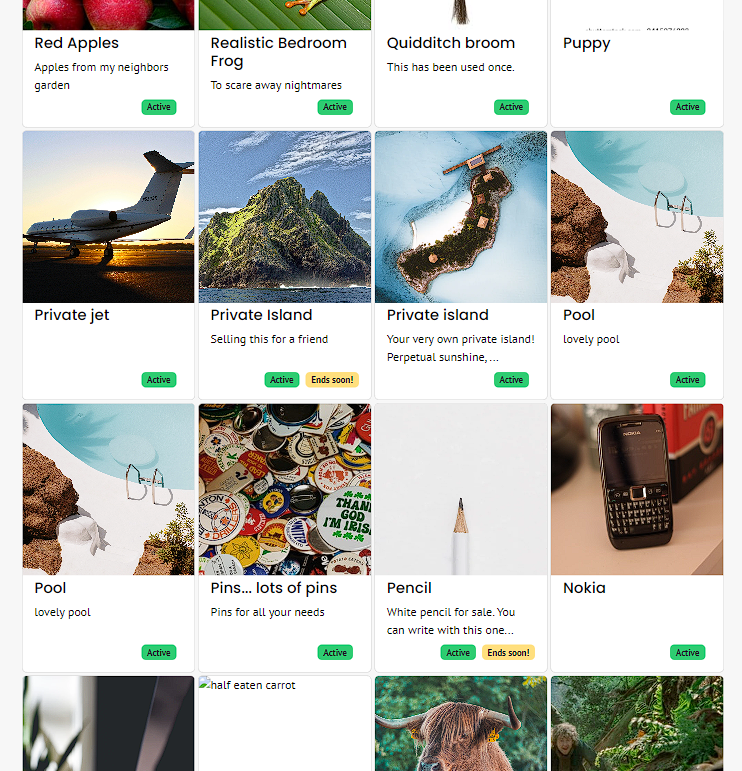 Red Apples
Apples from my neighbors
garden
Active
Realistic Bedroom
Frog
To scare away nightmares
Active
Quidditch broom
This has been used once.
Active
Puppy
Active
Private jet
Active
Private Island
Selling this for a friend
Active Ends soon!
Private island
Your very own private island!
Perpetual sunshine, ...
Active
Pool
lovely pool
Active
Pool
lovely pool
Active
THANK
GOD
I'M IRISH
Pins... lots of pins
Pins for all your needs
Active
Pencil
White pencil for sale. You
can write with this one...
Active Ends soon!
NOKIA
Nokia
Active
half eaten carrot